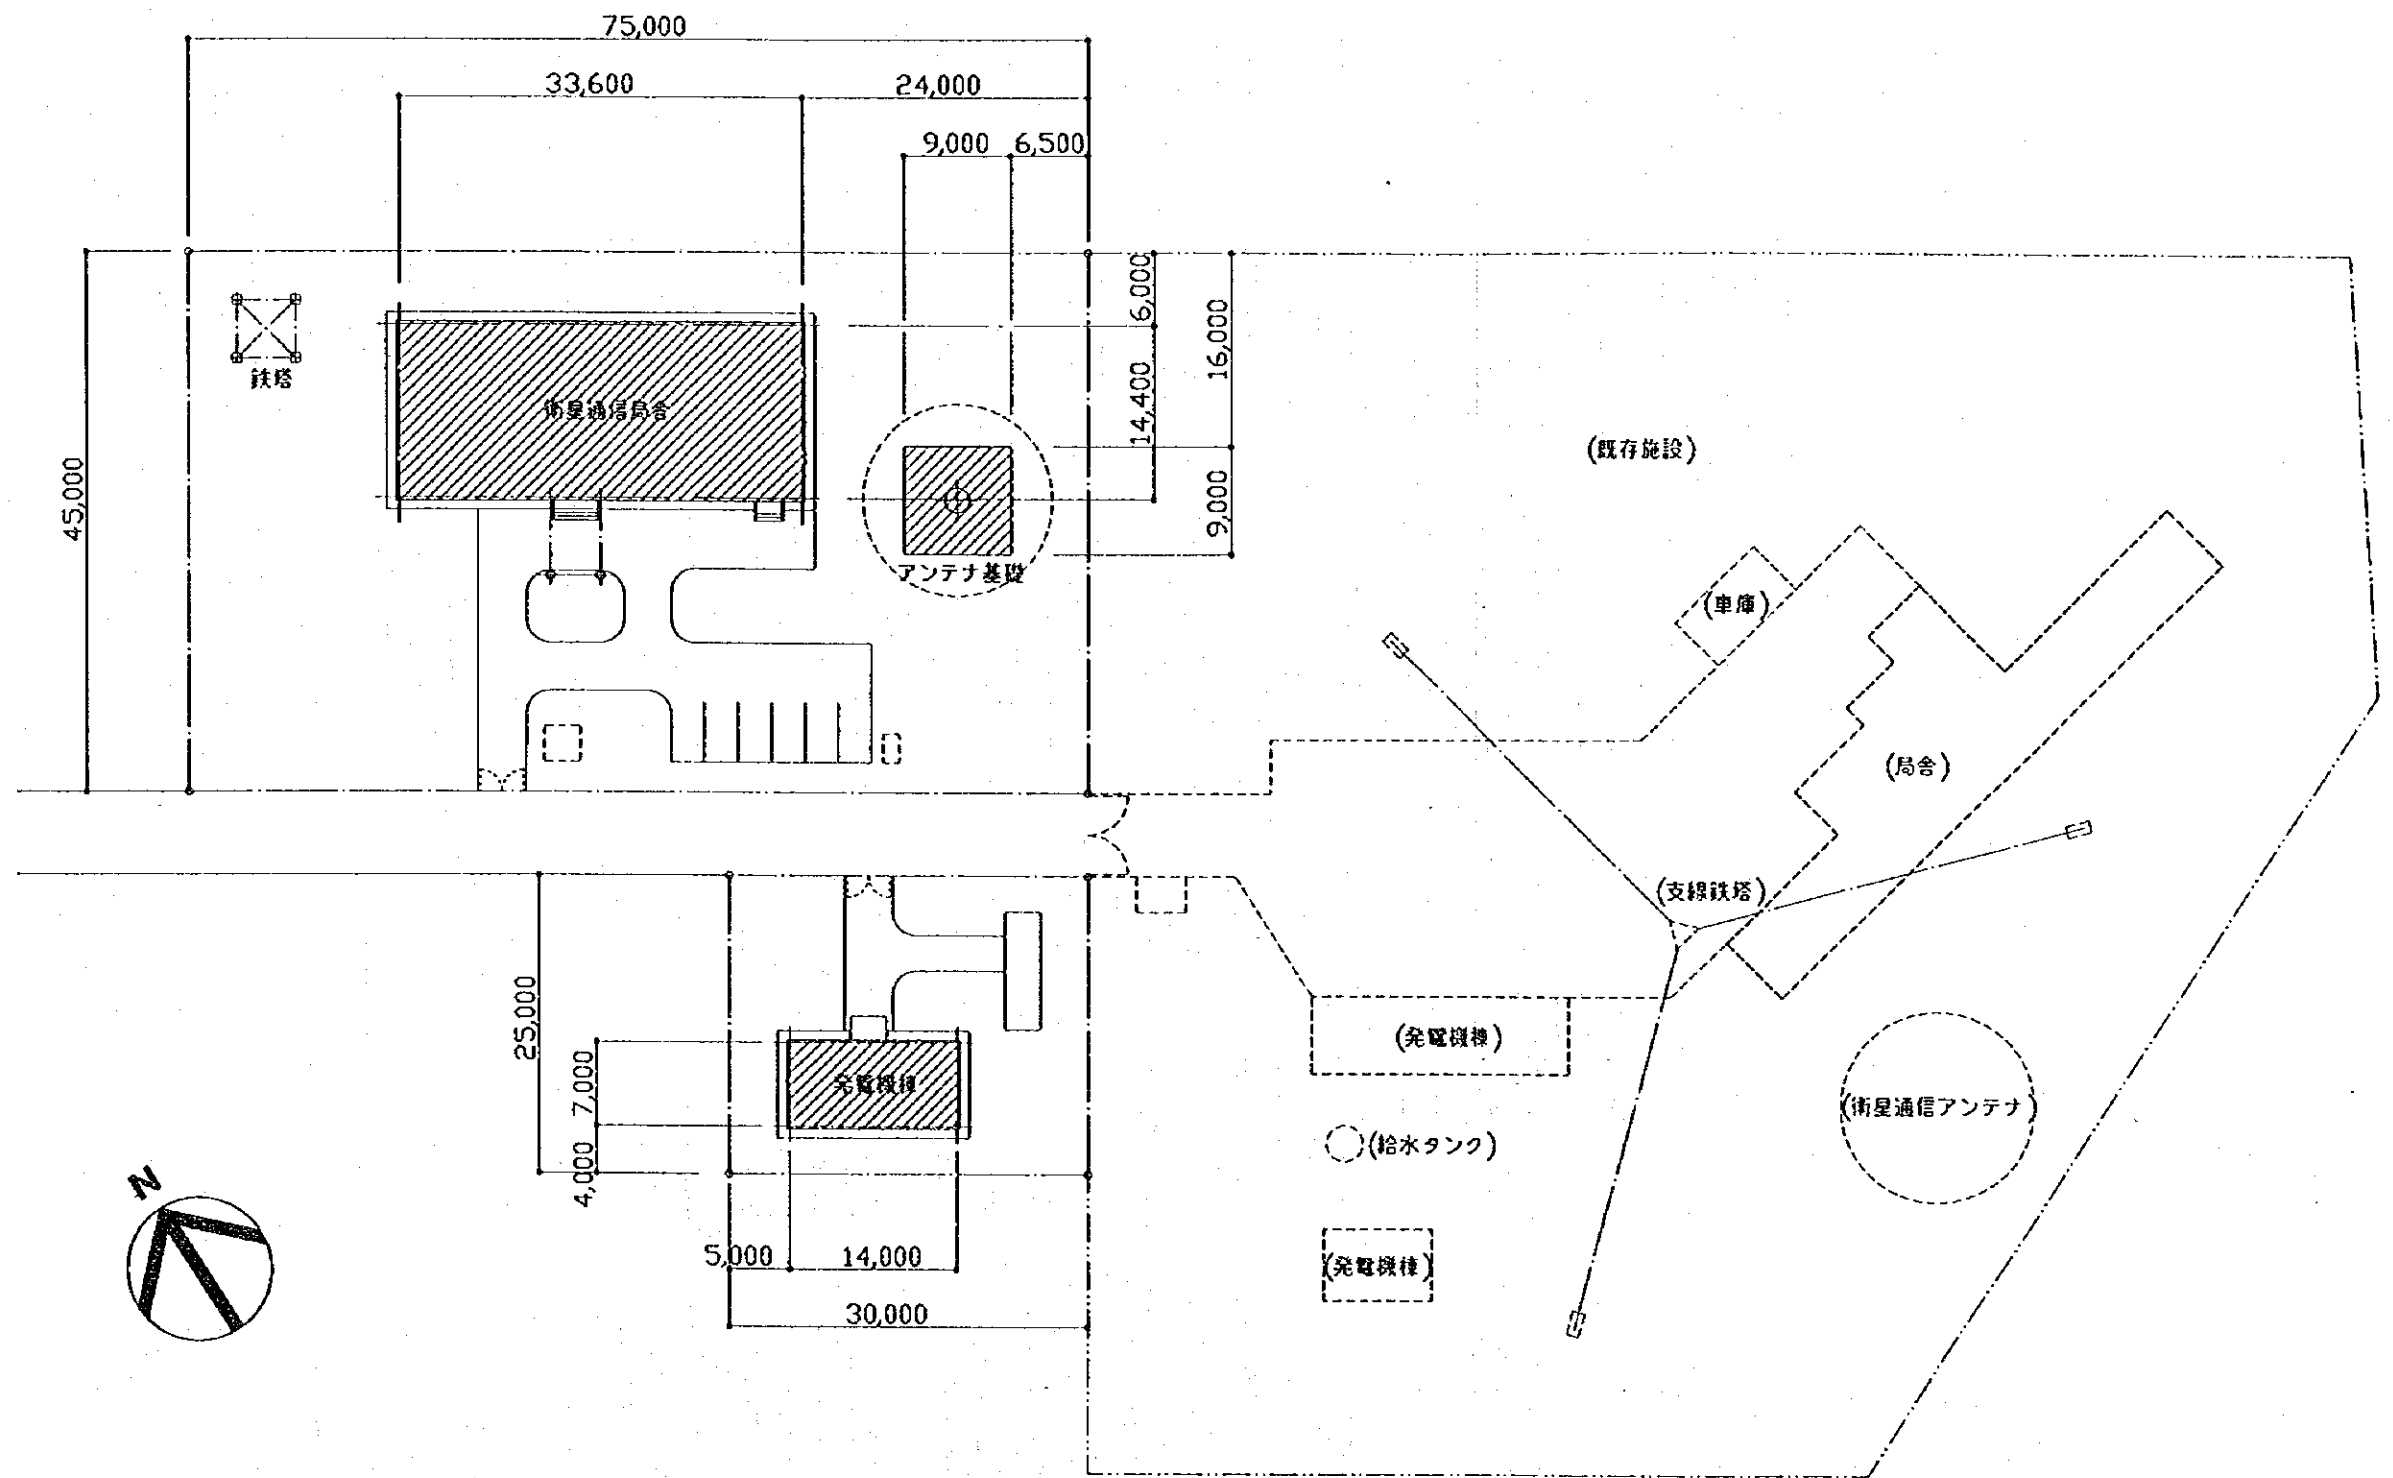 75,000
33,600
24,000
9,000
6,500
6,000
16,000
14,400
9,000
45,000
鉄塔
衛星通信局舎
アンテナ基礎
(既存施設)
(車庫)
(局舎)
(支線鉄塔)
25,000
7,000
4,000
発電機棟
(発電機棟)
(衛星通信アンテナ)
(給水タンク)
(発電機棟)
5,000
14,000
30,000
N